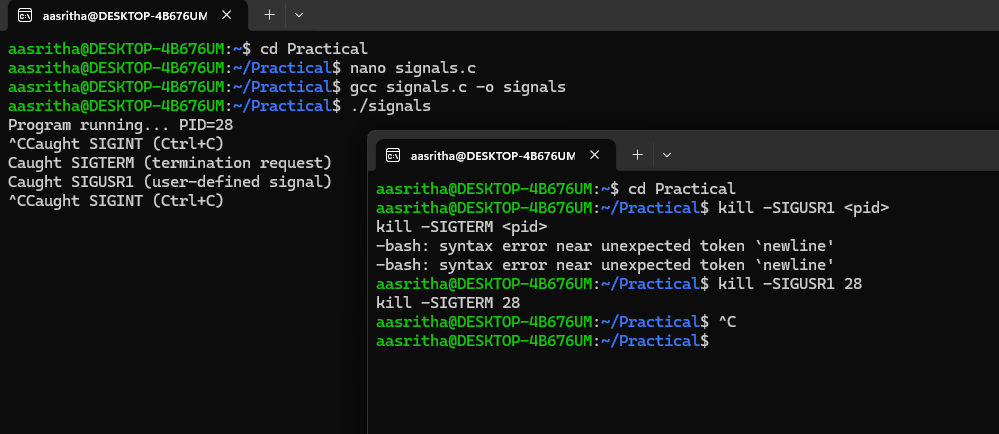 aasritha@DESKTOP-4B676UM
aasritha@DESKTOP-4B676UM:~$ cd Practical
aasritha@DESKTOP-4B676UM:~/Practical$ nano signals.c
aasritha@DESKTOP-4B676UM:~/Practical$ gcc signals.c -o signals
aasritha@DESKTOP-4B676UM:~/Practical$ ./signals
Program running... PID=28
^CCaught SIGINT (Ctrl+C)
Caught SIGTERM (termination request)
Caught SIGUSR1 (user-defined signal)
^CCaught SIGINT (Ctrl+C)
aasritha@DESKTOP-4B676UM
aasritha@DESKTOP-4B676UM:~$ cd Practical
aasritha@DESKTOP-4B676UM:~/Practical$ kill -SIGUSR1 <pid>
kill -SIGTERM <pid>
-bash: syntax error near unexpected token `newline'
-bash: syntax error near unexpected token `newline'
aasritha@DESKTOP-4B676UM:~/Practical$ kill -SIGUSR1 28
kill -SIGTERM 28
aasritha@DESKTOP-4B676UM:~/Practical$ ^C
aasritha@DESKTOP-4B676UM:~/Practical$